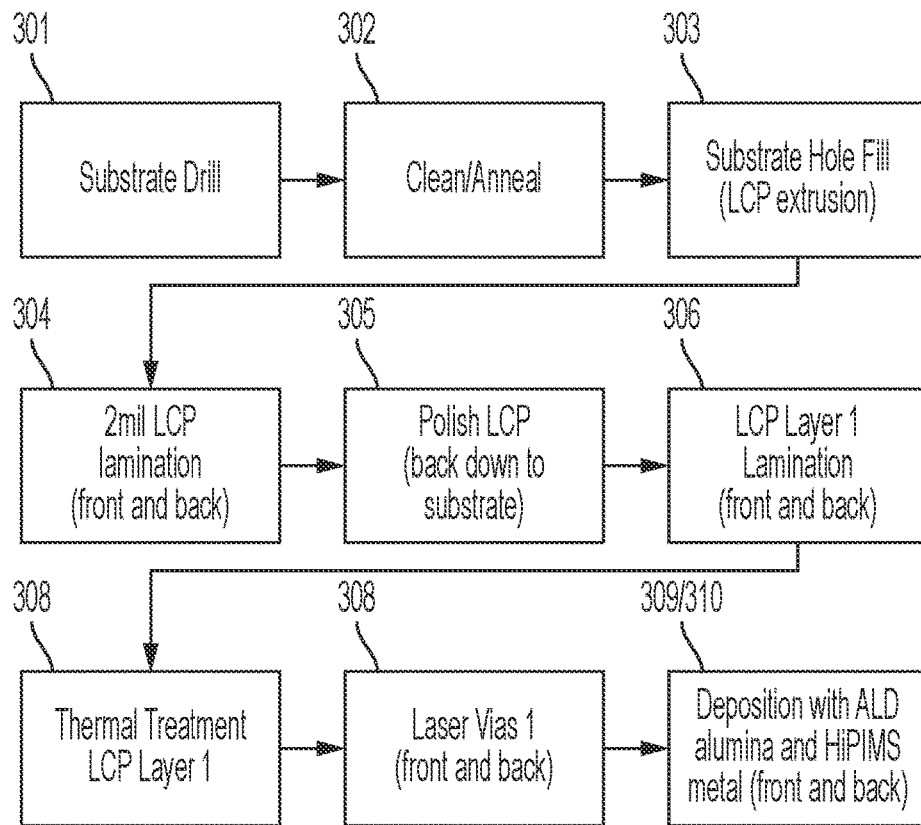 301
302
303
Substrate Drill
Clean/Anneal
Substrate Hole Fill
(LCP extrusion)
304
305
306
2mil LCP
lamination
(front and back)
Polish LCP
(back down to
substrate)
LCP Layer 1
Lamination
(front and back)
308
308
309/310
Thermal Treatment
LCP Layer 1
Laser Vias 1
(front and back)
Deposition with ALD
alumina and HiPIMS
metal (front and back)